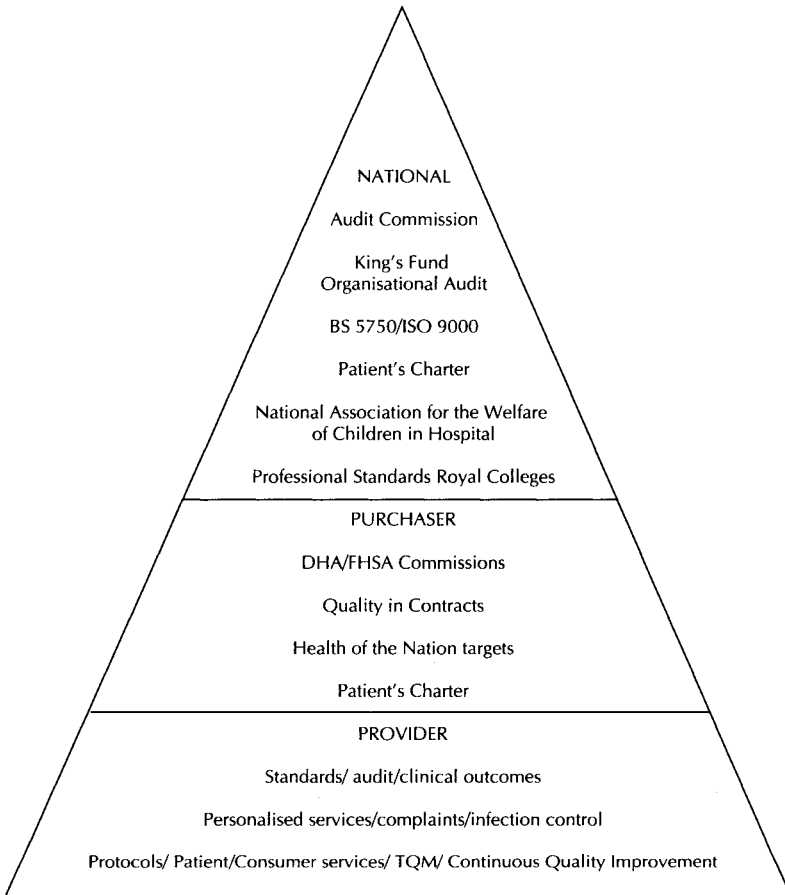 NATIONAL
Audit Commission
King's Fund
Organisational Audit
BS 5750/ISO 9000
Patient's Charter
National Association for the Welfare
of Children in Hospital
Professional Standards Royal Colleges
PURCHASER
DHA/FHSA Commissions
Quality in Contracts
Health of the Nation targets
Patient's Charter
PROVIDER
Standards/ audit/clinical outcomes
Personalised services/complaints/infection control
Protocols/ Patient/Consumer services/ TQM/ Continuous Quality Improvement